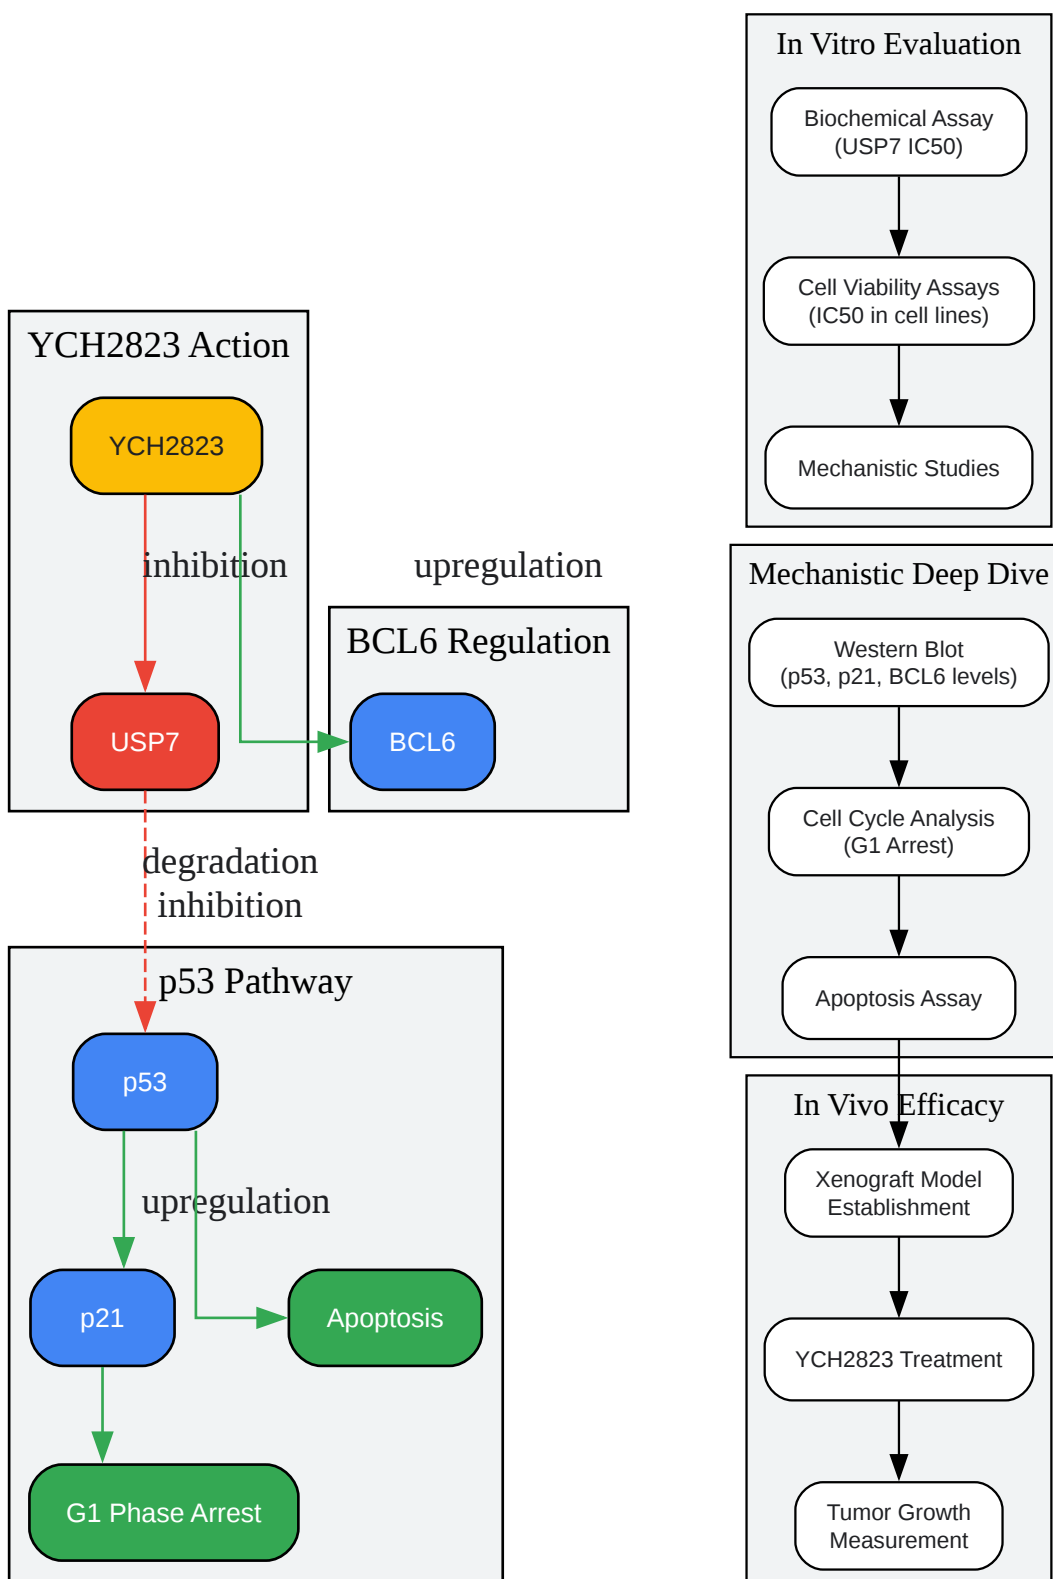 YCH2823 Action
YCH2823
inhibition
USP7
upregulation
BCL6 Regulation
BCL6
degradation
inhibition
p53 Pathway
p53
upregulation
p21
Apoptosis
G1 Phase Arrest
In Vitro Evaluation
Biochemical Assay
(USP7 IC50)
Cell Viability Assays
(IC50 in cell lines)
Mechanistic Studies
Mechanistic Deep Dive
Western Blot
(p53, p21, BCL6 levels)
Cell Cycle Analysis
(G1 Arrest)
Apoptosis Assay
In Vivo Efficacy
Xenograft Model
Establishment
YCH2823 Treatment
Tumor Growth
Measurement